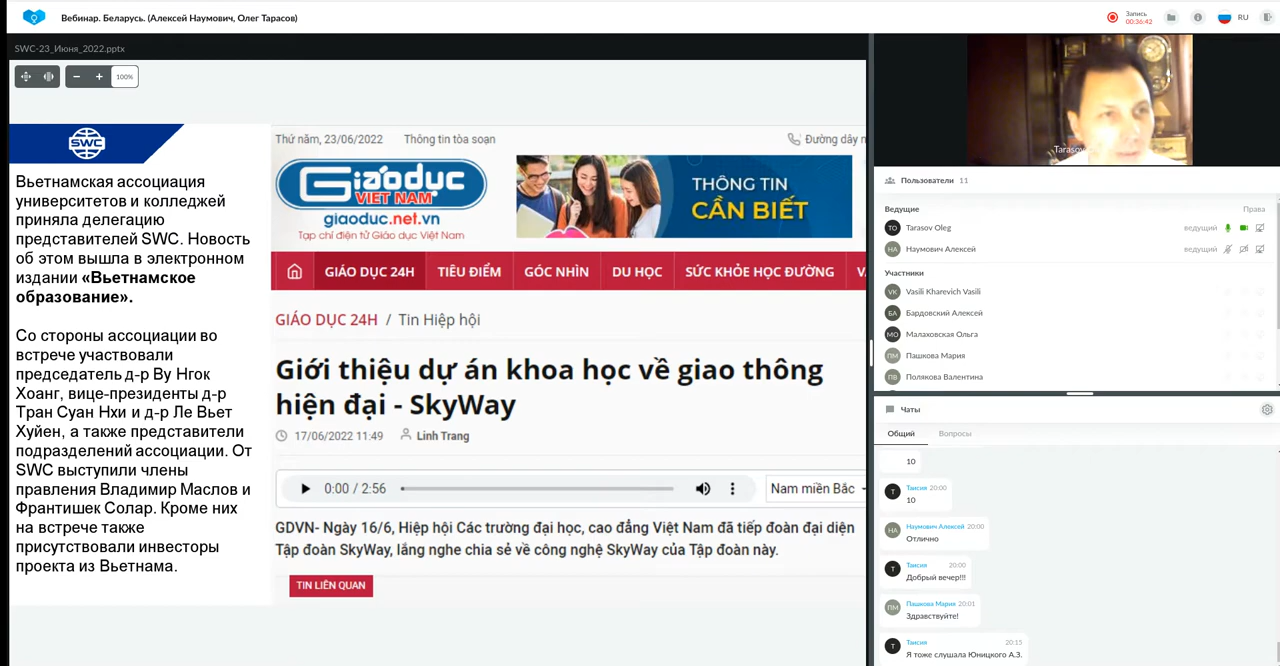 Вебинар. Беларусь. (Алексей Наумович, Олег Тарасов)
Запись
00:36:42
RU
SWC-23_Июня_2022.pptx
100%
SWC
Вьетнамская ассоциация
университетов и колледжей
приняла делегацию
представителей SWC. Новость
об этом вышла в электронном
издании «Вьетнамское
образование».
Со стороны ассоциации во
встрече участвовали
председатель д-р Ву Нгок
Хоанг, вице-президенты д-р
Тран Суан Нхи и д-р Ле Вьет
Хуйен, а также представители
подразделений ассоциации. От
SWC выступили члены
правления Владимир Маслов и
Франтишек Солар. Кроме них
на встрече также
присутствовали инвесторы
проекта из Вьетнама.
Thứ năm, 23/06/2022 Thông tin tòa soạn Đường dây n
Giáo dục
VIỆT NAM
giaoduc.net.vn
Tạp chí điện tử Giáo dục Việt Nam
THÔNG TIN
CẦN BIẾT
GIÁO DỤC 24H TIÊU ĐIỂM GÓC NHÌN DU HỌC SỨC KHỎE HỌC ĐƯỜNG
GIÁO DỤC 24H / Tin Hiệp hội
Giới thiệu dự án khoa học về giao thông
hiện đại - SkyWay
17/06/2022 11:49 Linh Trang
0:00 / 2:56 Nam miền Bắc
GDVN- Ngày 16/6, Hiệp hội Các trường đại học, cao đẳng Việt Nam đã tiếp đoàn đại diện
Tập đoàn SkyWay, lắng nghe chia sẻ về công nghệ SkyWay của Tập đoàn này.
TIN LIÊN QUAN
Tarasov
Пользователи 11
Ведущие Права
TO Tarasov Oleg ведущий
НА Наумович Алексей ведущий
Участники
VK Vasili Kharevich Vasili
БА Бардовский Алексей
МО Малаховская Ольга
ПМ Пашкова Мария
ПВ Полякова Валентина
Чаты
Общий Вопросы
10
Т Таисия 20:00
10
НА Наумович Алексей 20:00
Отлично
Т Таисия 20:00
Добрый вечер!!!
ПМ Пашкова Мария 20:01
Здравствуйте!
Т Таисия 20:15
Я тоже слушала Юницкого А.Э.